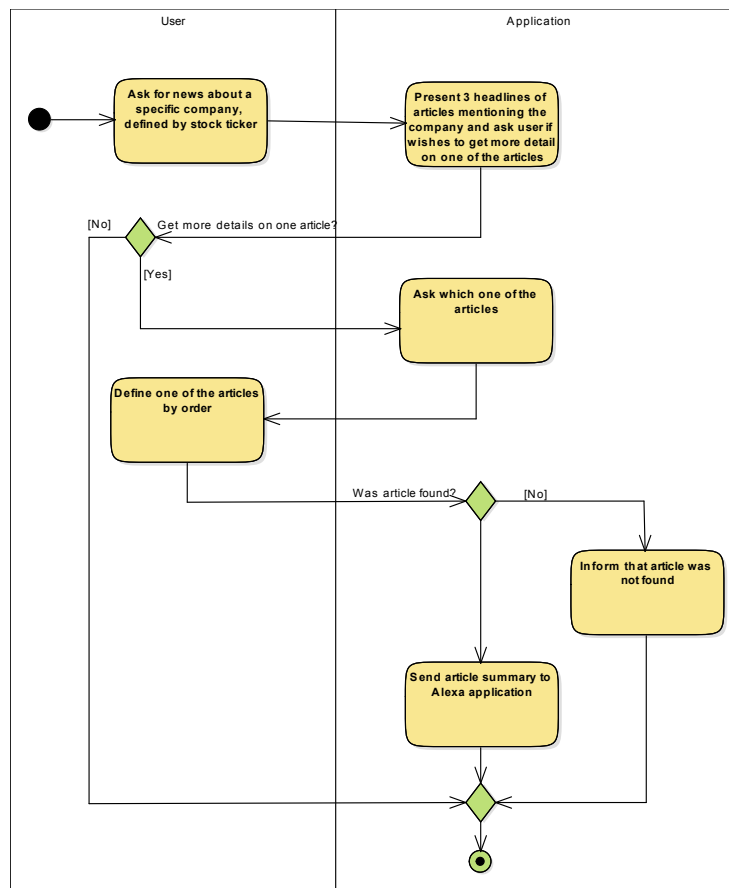 User
Application
Ask for news about a
specific company,
defined by stock ticker
Present 3 headlines of
articles mentioning the
company and ask user if
wishes to get more detail
on one of the articles
[No]
Get more details on one article?
[Yes]
Ask which one of the
articles
Define one of the articles
by order
Was article found?
[No]
Inform that article was
not found
Send article summary to
Alexa application